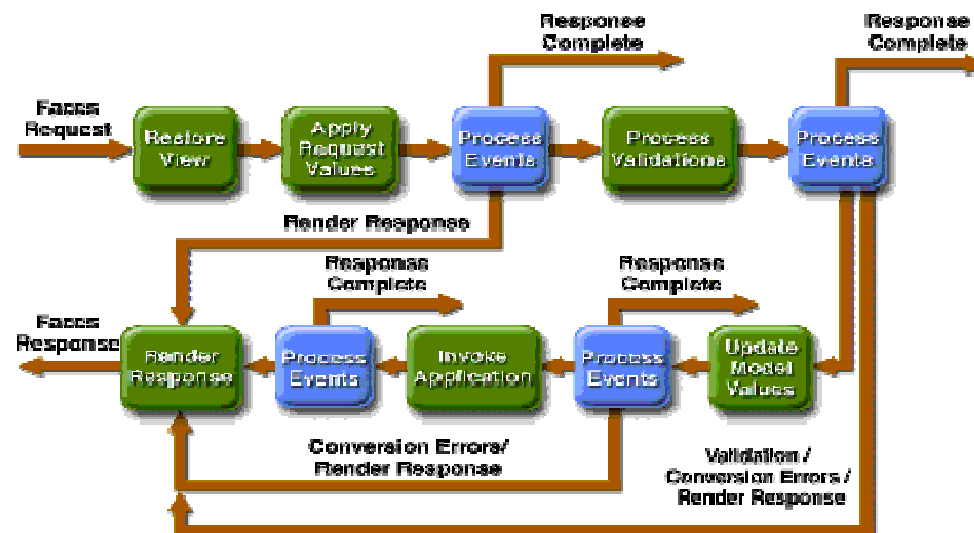 Response
Complete
Response
Complete
Faces
Request
Restore
View
Apply
Request
Values
Process
Events
Process
Validations
Process
Events
Render Response
Response
Complete
Response
Complete
Faces
Response
Render
Response
Process
Events
Invoke
Application
Process
Events
Update
Model
Values
Conversion Errors/
Render Response
Validation /
Conversion Errors /
Render Response